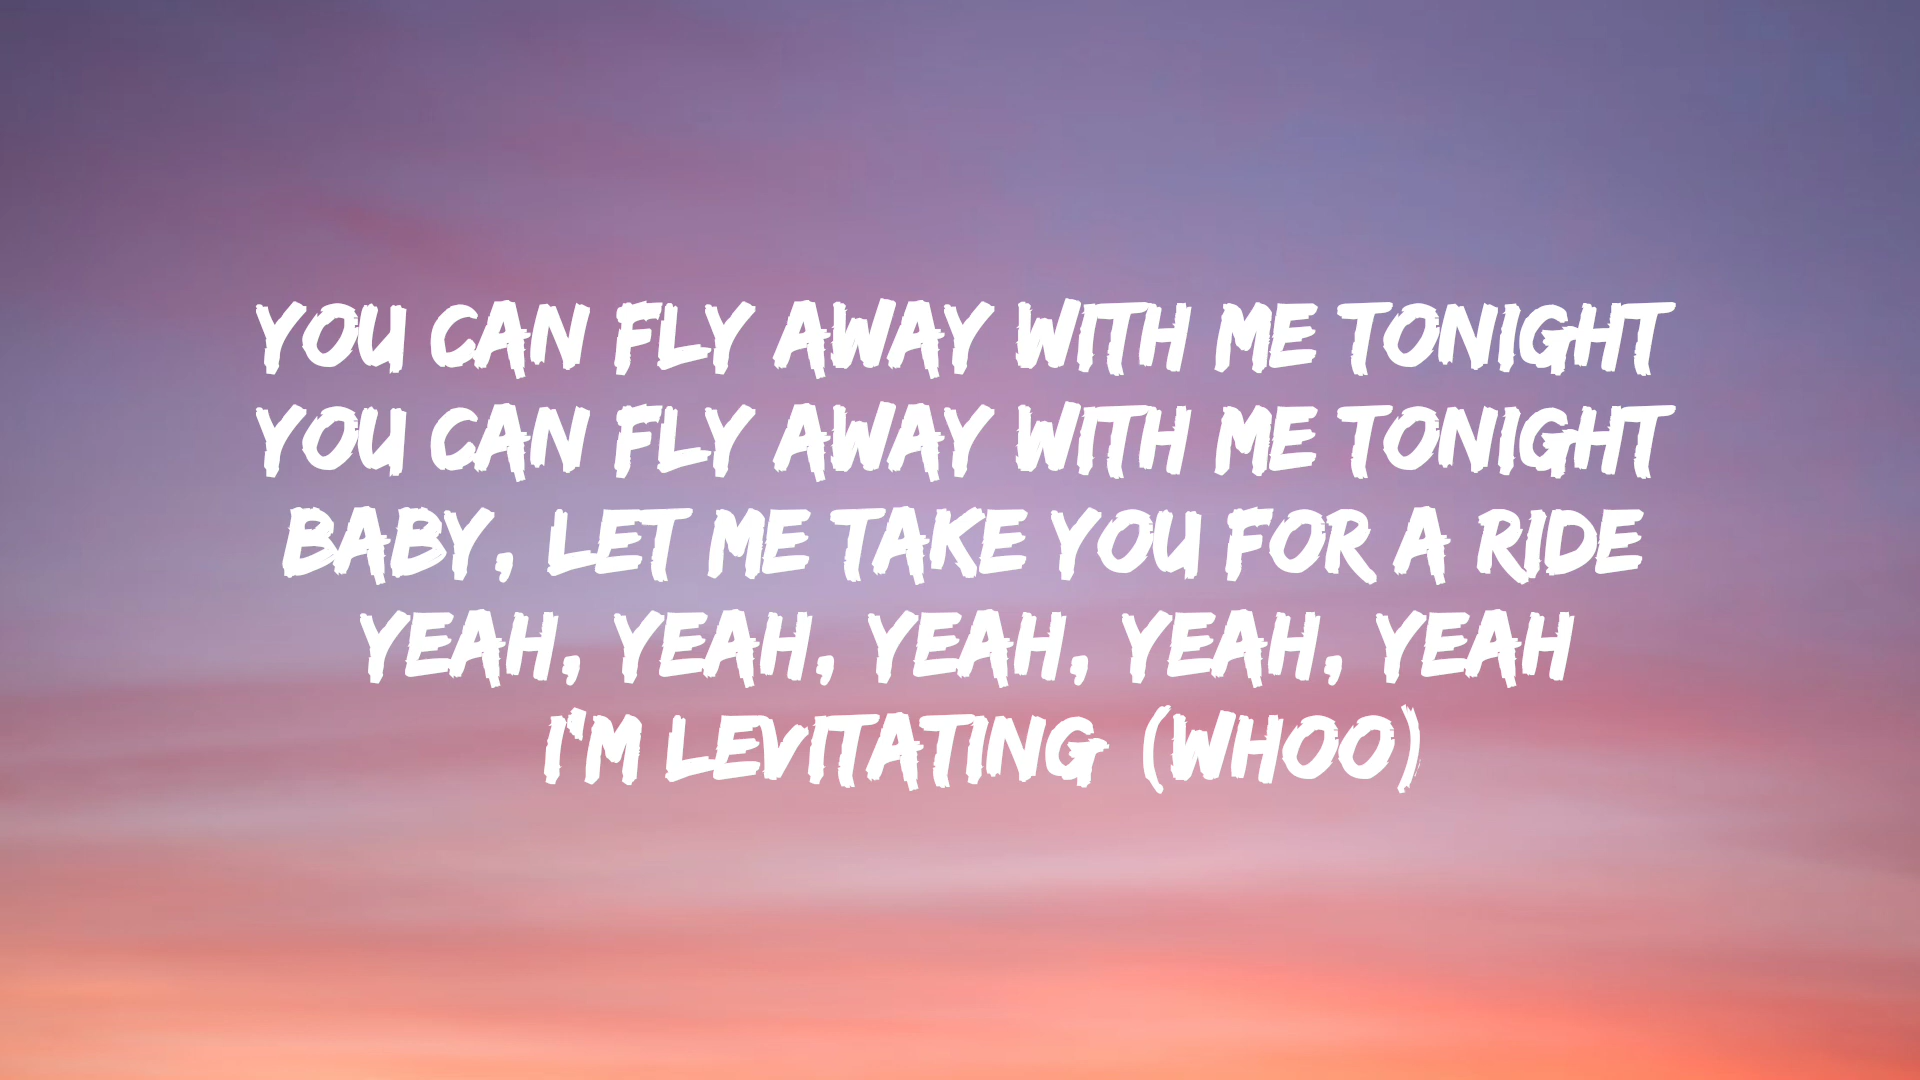 YOU CAN FLY AWAY WITH ME TONIGHT
YOU CAN FLY AWAY WITH ME TONIGHT
BABY, LET ME TAKE YOU FOR A RIDE
YEAH, YEAH, YEAH, YEAH, YEAH
I'M LEVITATING (WHOO)